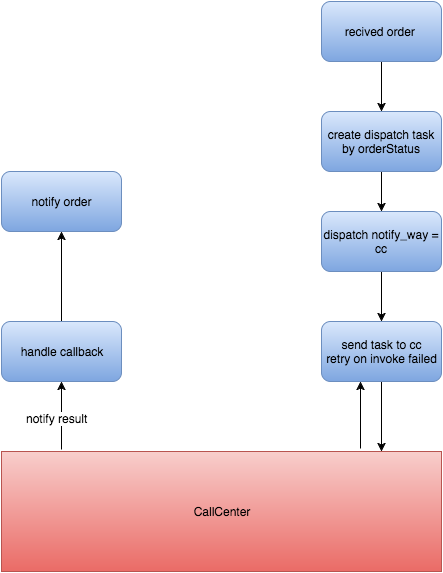 recived order
create dispatch task
by orderStatus
notify order
dispatch notify_way =
cc
handle callback
send task to cc
retry on invoke failed
notify result
CallCenter